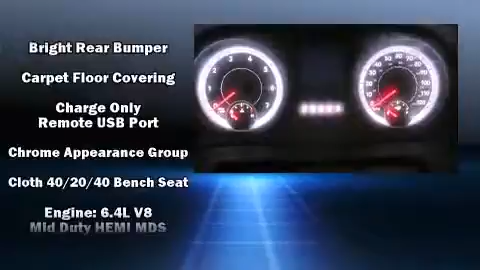 Bright Rear Bumper
Carpet Floor Covering
Charge Only
Remote USB Port
Chrome Appearance Group
Cloth 40/20/40 Bench Seat
Engine: 6.4L V8
Mid Duty HEMI MDS